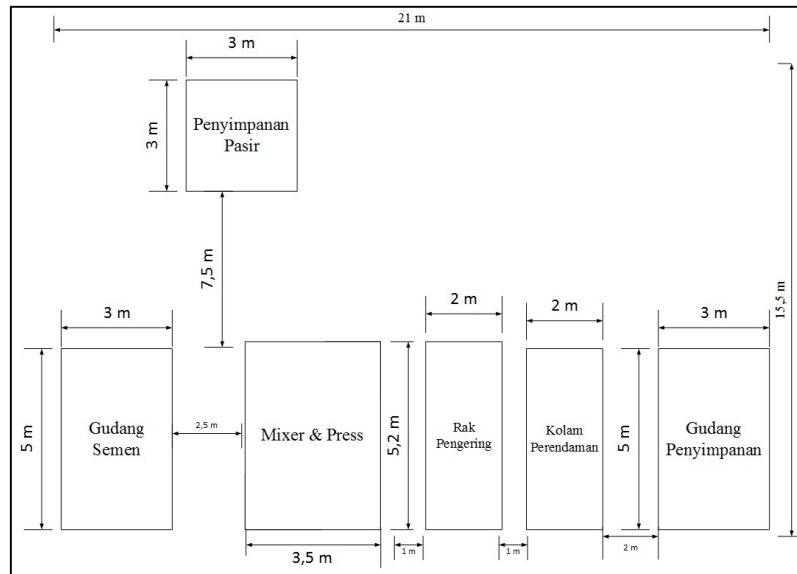 21 m
3 m
3 m
Penyimpanan
Pasir
7,5 m
15,5 m
3 m
2 m
2 m
3 m
5 m
Gudang
Semen
2,5 m
Mixer & Press
5,2 m
Rak
Pengering
Kolam
Perendaman
5 m
Gudang
Penyimpanan
3,5 m
1 m
1 m
2 m